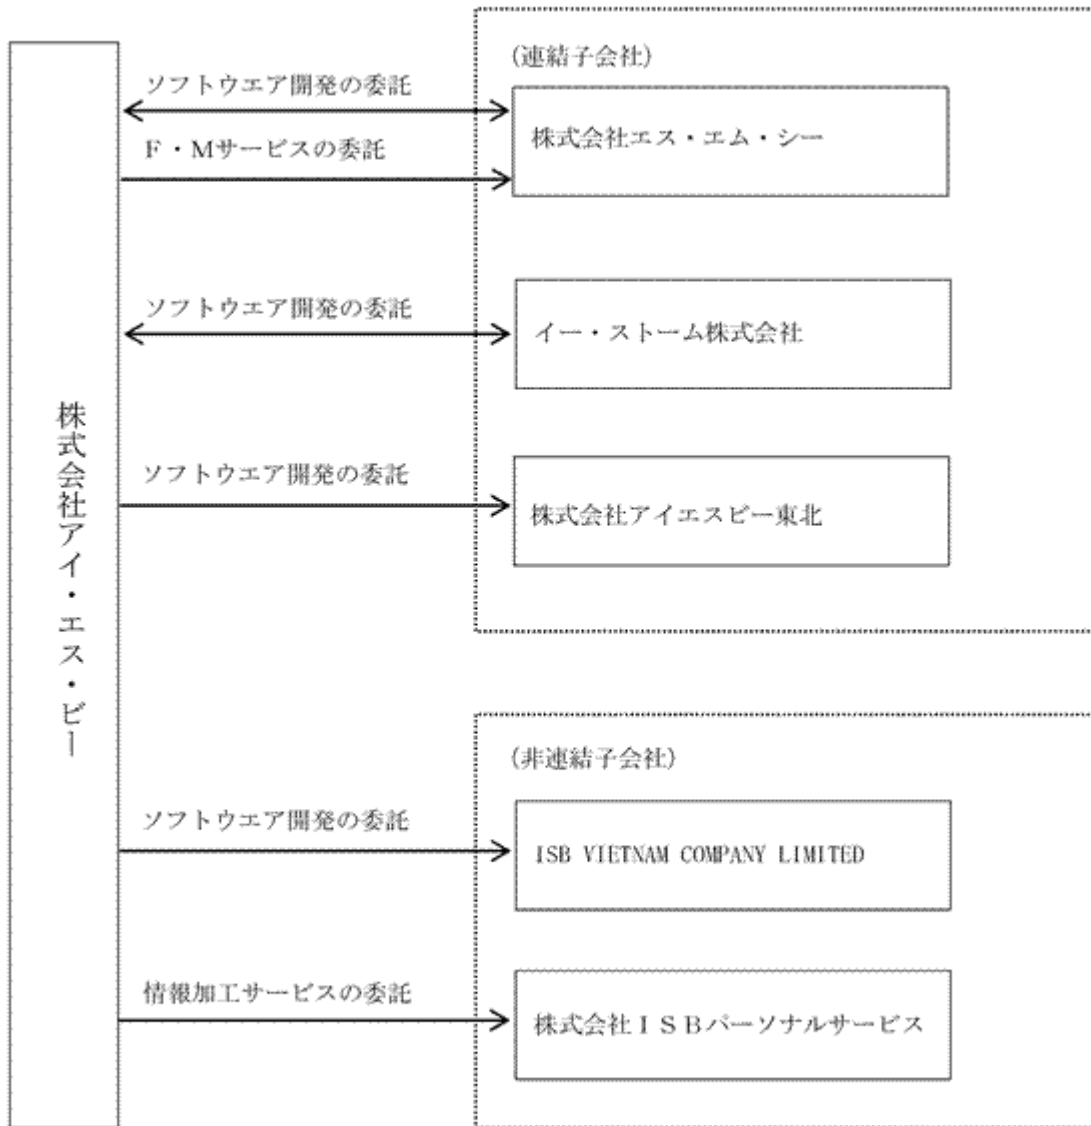 (連結子会社)
ソフトウエア開発の委託
F・Mサービスの委託
株式会社エス・エム・シー
ソフトウエア開発の委託
イー・ストーム株式会社
株式会社アイ・エス・ビー
ソフトウエア開発の委託
株式会社アイエスビー東北
(非連結子会社)
ソフトウエア開発の委託
ISB VIETNAM COMPANY LIMITED
情報加工サービスの委託
株式会社ISBパーソナルサービス